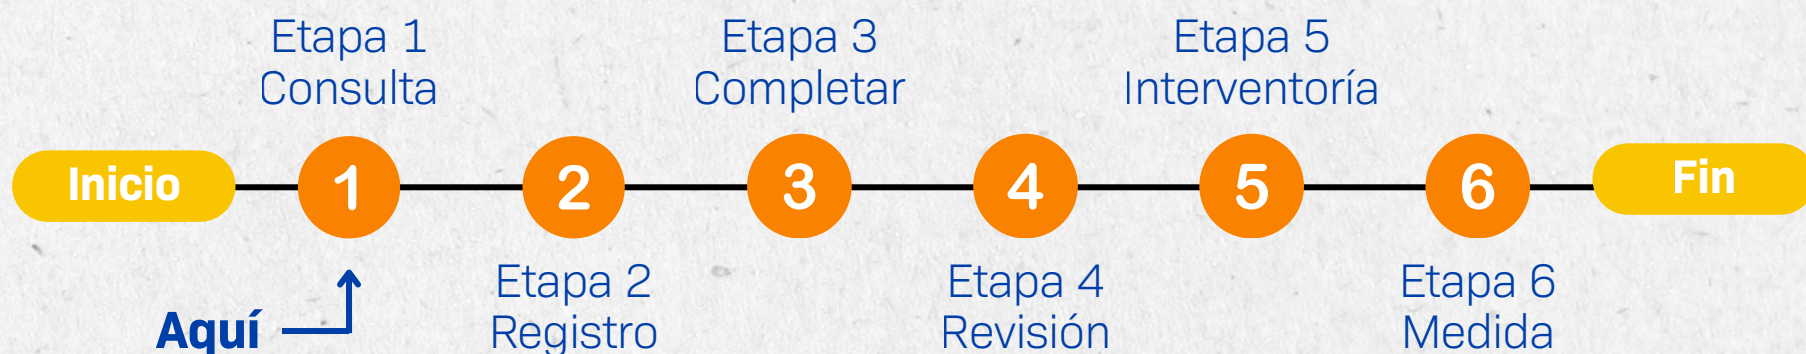 Etapa 1
Consulta
Etapa 3
Completar
Etapa 5
Interventoría
Inicio
1
2
3
4
5
6
Fin
Aquí
Etapa 2
Registro
Etapa 4
Revisión
Etapa 6
Medida